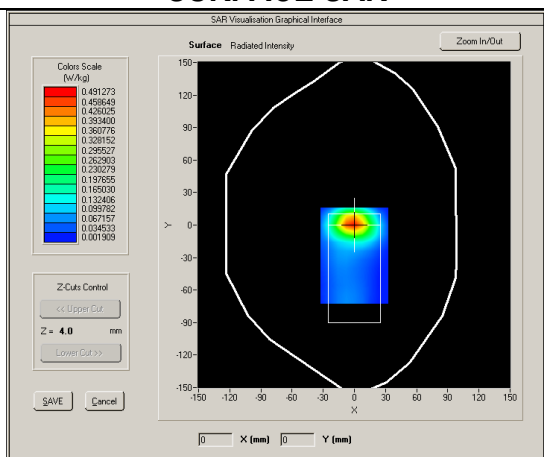 SAR Visualisation Graphical Interface
Surface Radiated Intensity
Zoom In/Out
Colors Scale
(W/kg)
0.491273
0.458649
0.426025
0.393400
0.360776
0.328152
0.295527
0.262903
0.230279
0.197655
0.165030
0.132406
0.099782
0.067157
0.034533
0.001909
Z-Cuts Control
<< Upper Cut
Z = 4.0 mm
Lower Cut >>
SAVE Cancel
150
120
90
60
30
0
-30
-60
-90
-120
-150
Y
-150 -120 -90 -60 -30 0 30 60 90 120 150
X
0 X (mm) 0 Y (mm)